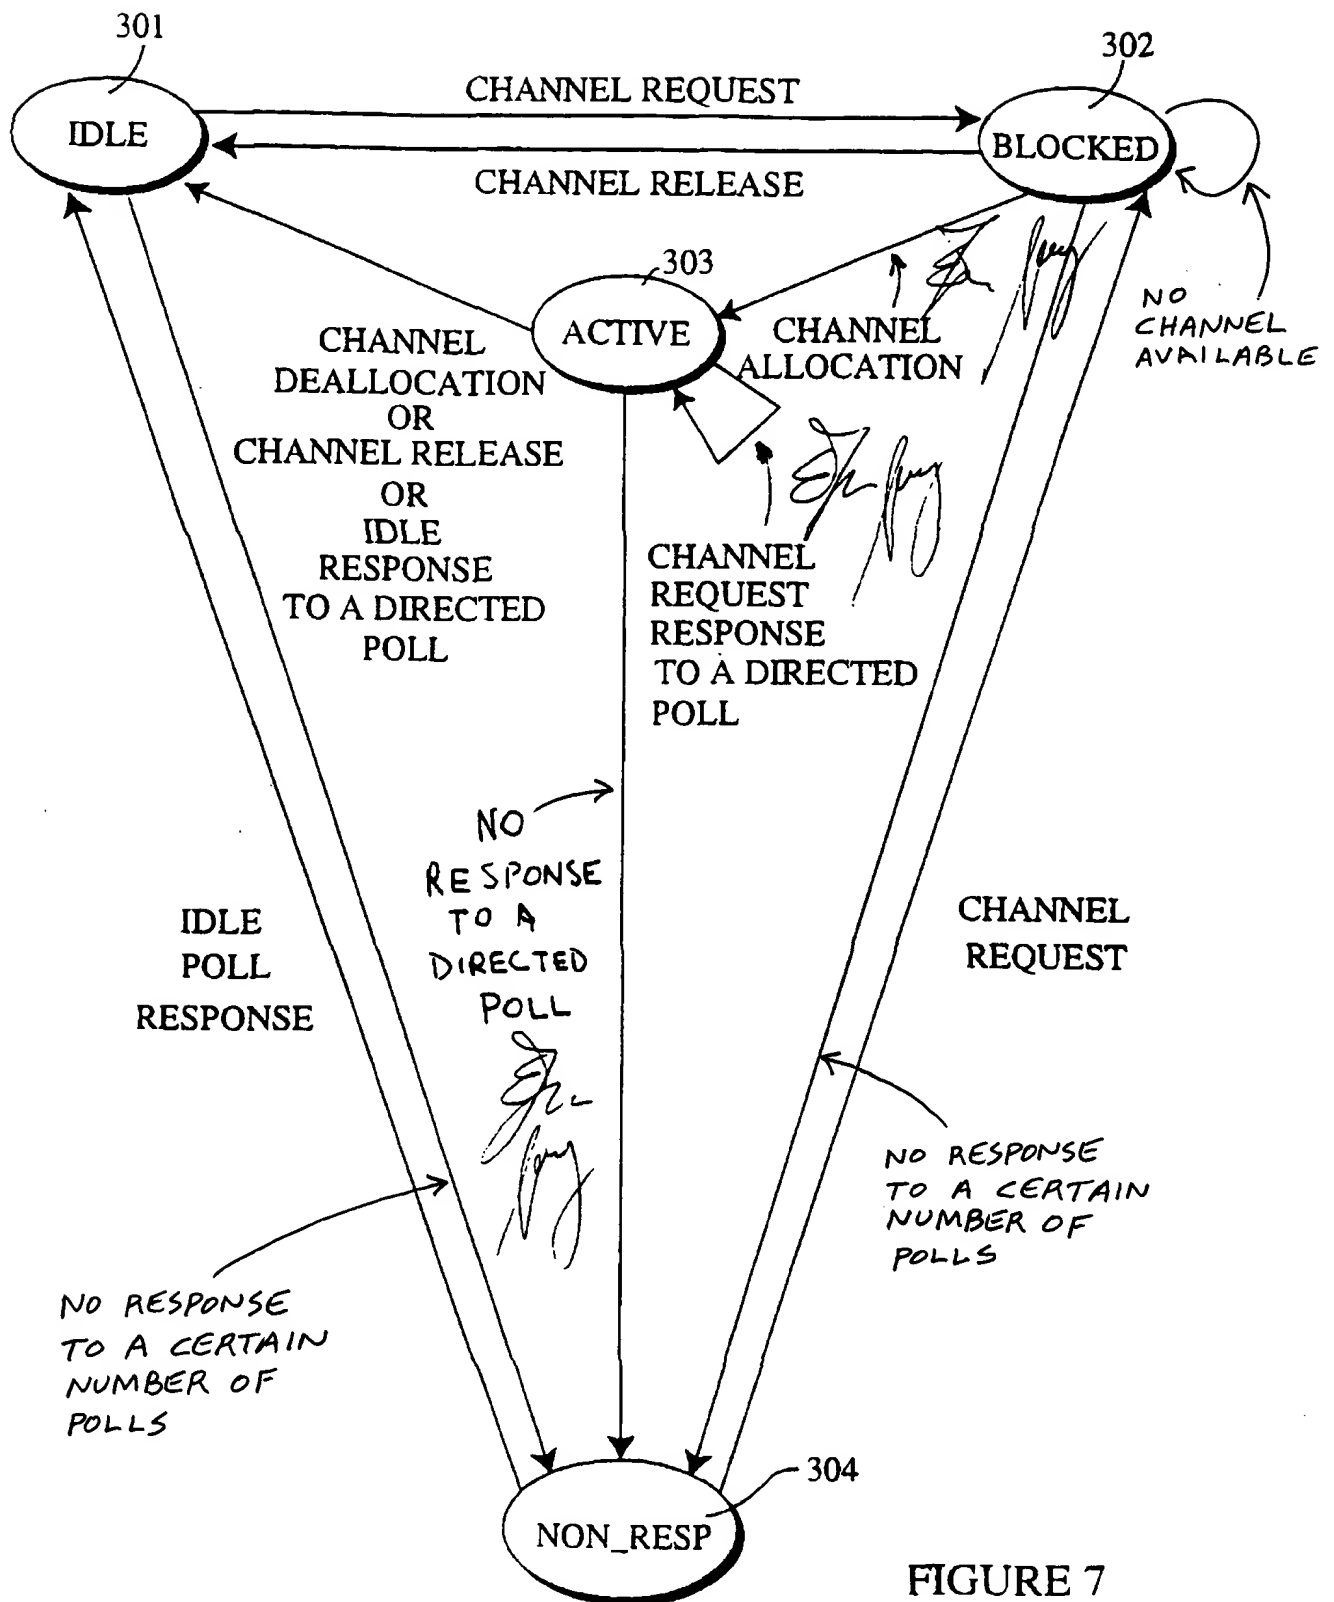 301
302
CHANNEL REQUEST
IDLE
BLOCKED
CHANNEL RELEASE
303
ACTIVE
NO
CHANNEL
AVAILABLE
CHANNEL
ALLOCATION
CHANNEL
DEALLOCATION
OR
CHANNEL RELEASE
OR
IDLE
RESPONSE
TO A DIRECTED
POLL
CHANNEL
REQUEST
RESPONSE
TO A DIRECTED
POLL
NO
RESPONSE
TO A
DIRECTED
POLL
IDLE
POLL
RESPONSE
CHANNEL
REQUEST
NO RESPONSE
TO A CERTAIN
NUMBER OF
POLLS
NO RESPONSE
TO A CERTAIN
NUMBER OF
POLLS
304
NON_RESP
FIGURE 7